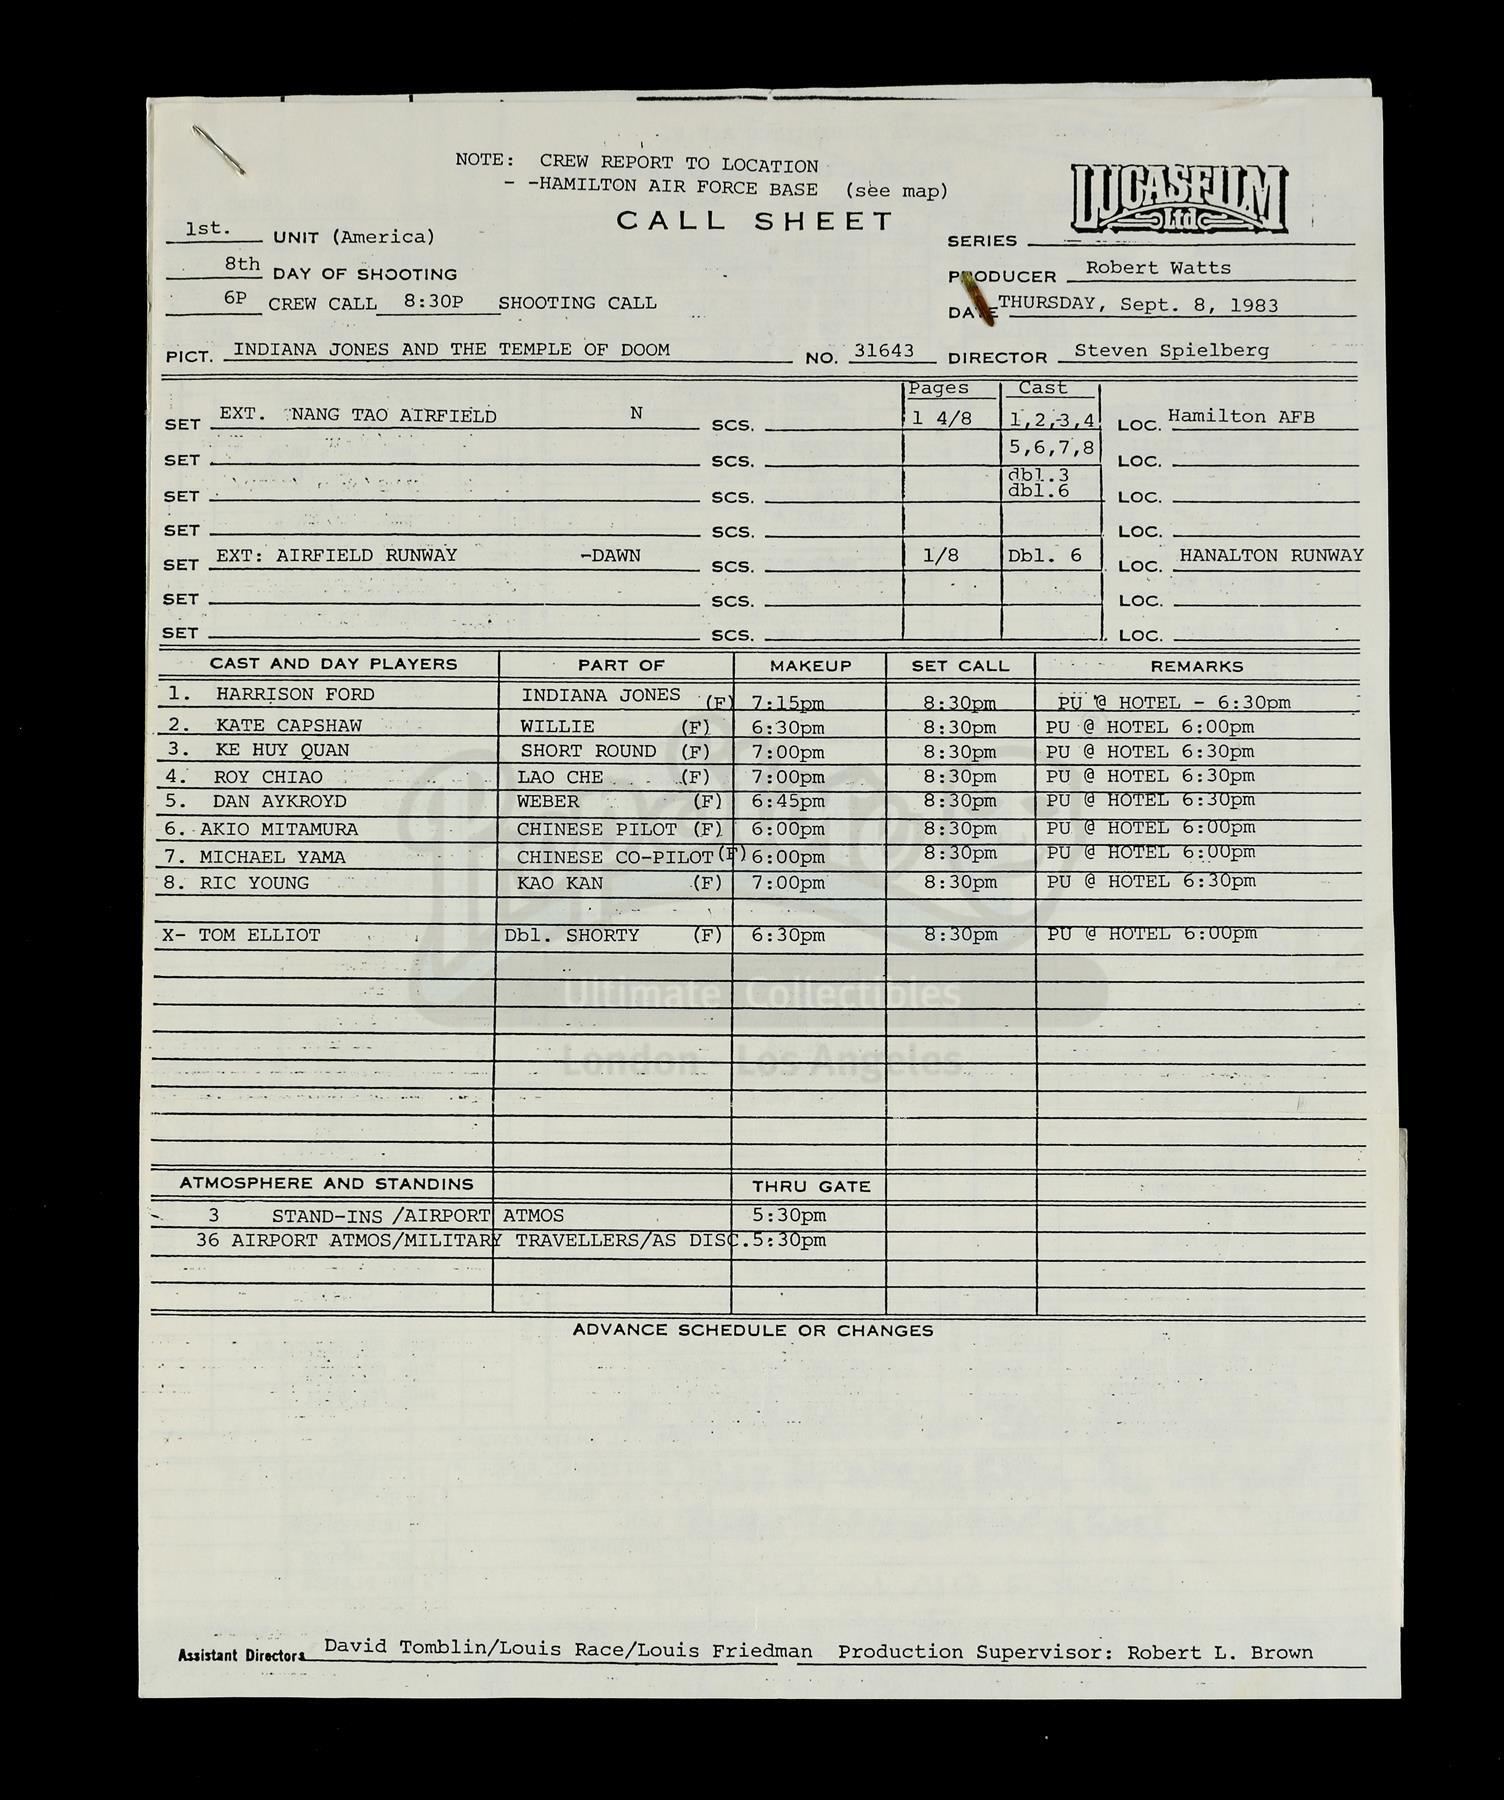 NOTE: CREW REPORT TO LOCATION
- -HAMILTON AIR FORCE BASE (see map)
CALL SHEET
LUCASFILM Ltd
1st. UNIT (America)
SERIES
8th DAY OF SHOOTING
PRODUCER Robert Watts
6P CREW CALL 8:30P SHOOTING CALL
DATE THURSDAY, Sept. 8, 1983
PICT. INDIANA JONES AND THE TEMPLE OF DOOM NO. 31643 DIRECTOR Steven Spielberg
Pages Cast
SET EXT. NANG TAO AIRFIELD N SCS. 1 4/8 1,2,3,4 LOC. Hamilton AFB
SET SCS. 5,6,7,8 LOC.
dbl.3
SET SCS. dbl.6 LOC.
SET SCS. LOC.
SET EXT: AIRFIELD RUNWAY -DAWN SCS. 1/8 Dbl. 6 LOC. HANALTON RUNWAY
SET SCS. LOC.
SET SCS. LOC.
CAST AND DAY PLAYERS PART OF MAKEUP SET CALL REMARKS
1. HARRISON FORD INDIANA JONES (F) 7:15pm 8:30pm PU @ HOTEL - 6:30pm
2. KATE CAPSHAW WILLIE (F) 6:30pm 8:30pm PU @ HOTEL 6:00pm
3. KE HUY QUAN SHORT ROUND (F) 7:00pm 8:30pm PU @ HOTEL 6:30pm
4. ROY CHIAO LAO CHE (F) 7:00pm 8:30pm PU @ HOTEL 6:30pm
5. DAN AYKROYD WEBER (F) 6:45pm 8:30pm PU @ HOTEL 6:30pm
6. AKIO MITAMURA CHINESE PILOT (F) 6:00pm 8:30pm PU @ HOTEL 6:00pm
7. MICHAEL YAMA CHINESE CO-PILOT (F) 6:00pm 8:30pm PU @ HOTEL 6:00pm
8. RIC YOUNG KAO KAN (F) 7:00pm 8:30pm PU @ HOTEL 6:30pm
X- TOM ELLIOT Dbl. SHORTY (F) 6:30pm 8:30pm PU @ HOTEL 6:00pm
Ultimate Collectibles
London - Los Angeles
ATMOSPHERE AND STANDINS THRU GATE
3 STAND-INS /AIRPORT ATMOS 5:30pm
36 AIRPORT ATMOS/MILITARY TRAVELLERS/AS DISC. 5:30pm
ADVANCE SCHEDULE OR CHANGES
Assistant Directors David Tomblin/Louis Race/Louis Friedman Production Supervisor: Robert L. Brown